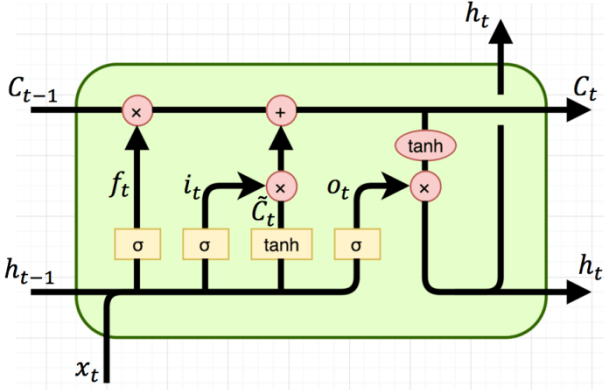 h_t
C_{t-1} × + C_t
tanh
f_t i_t × o_t ×
C̃_t
σ σ tanh σ
h_{t-1} h_t
x_t